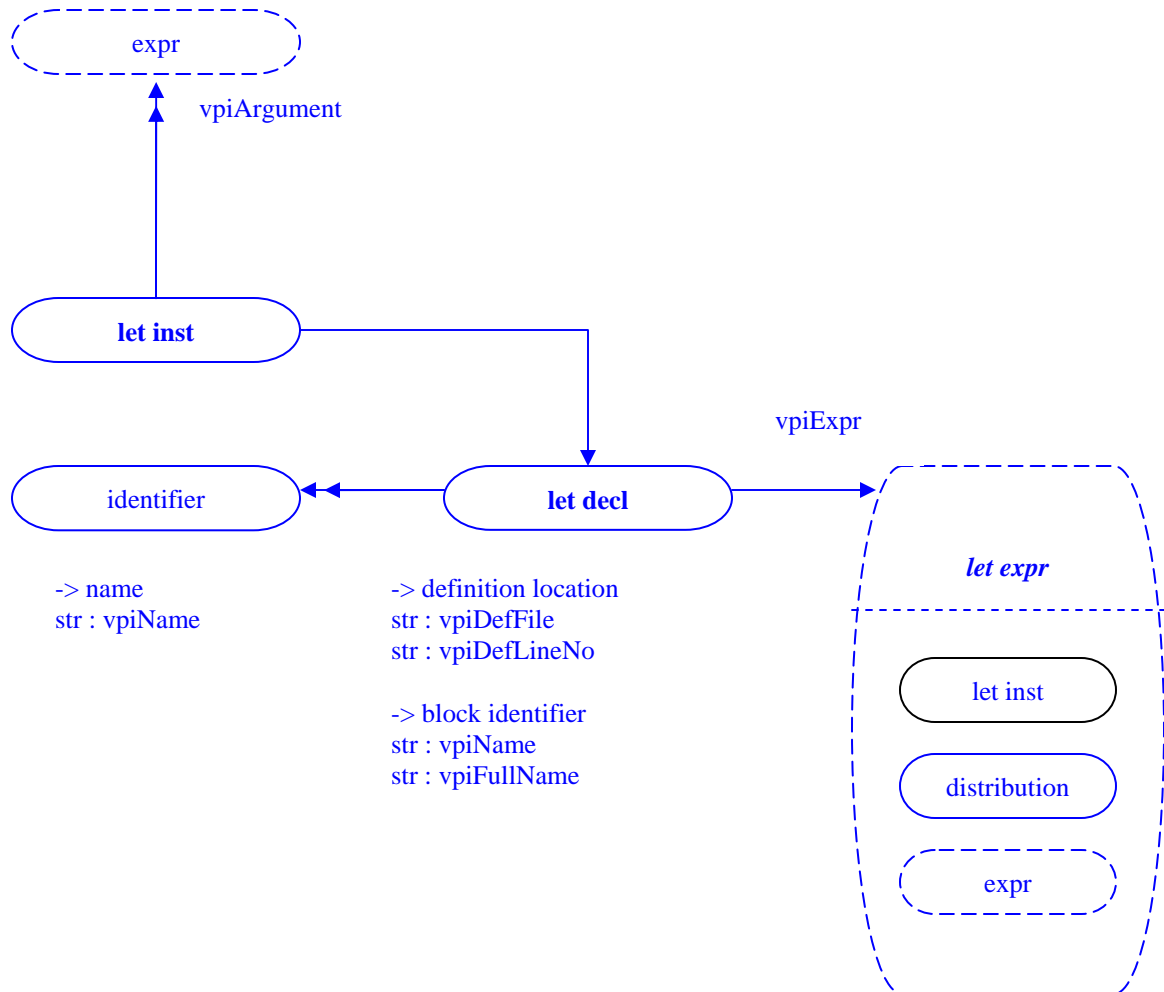 expr
vpiArgument
let inst
vpiExpr
identifier
let decl
let expr
-> name
str : vpiName
-> definition location
str : vpiDefFile
str : vpiDefLineNo
-> block identifier
str : vpiName
str : vpiFullName
let inst
distribution
expr